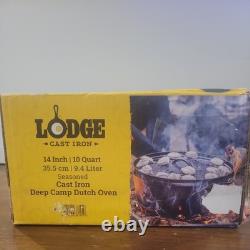 LODGE
CAST IRON
14 Inch | 10 Quart
35.5 cm | 9.4 Liter
Seasoned
Cast Iron
Deep Camp Dutch Oven
ebay